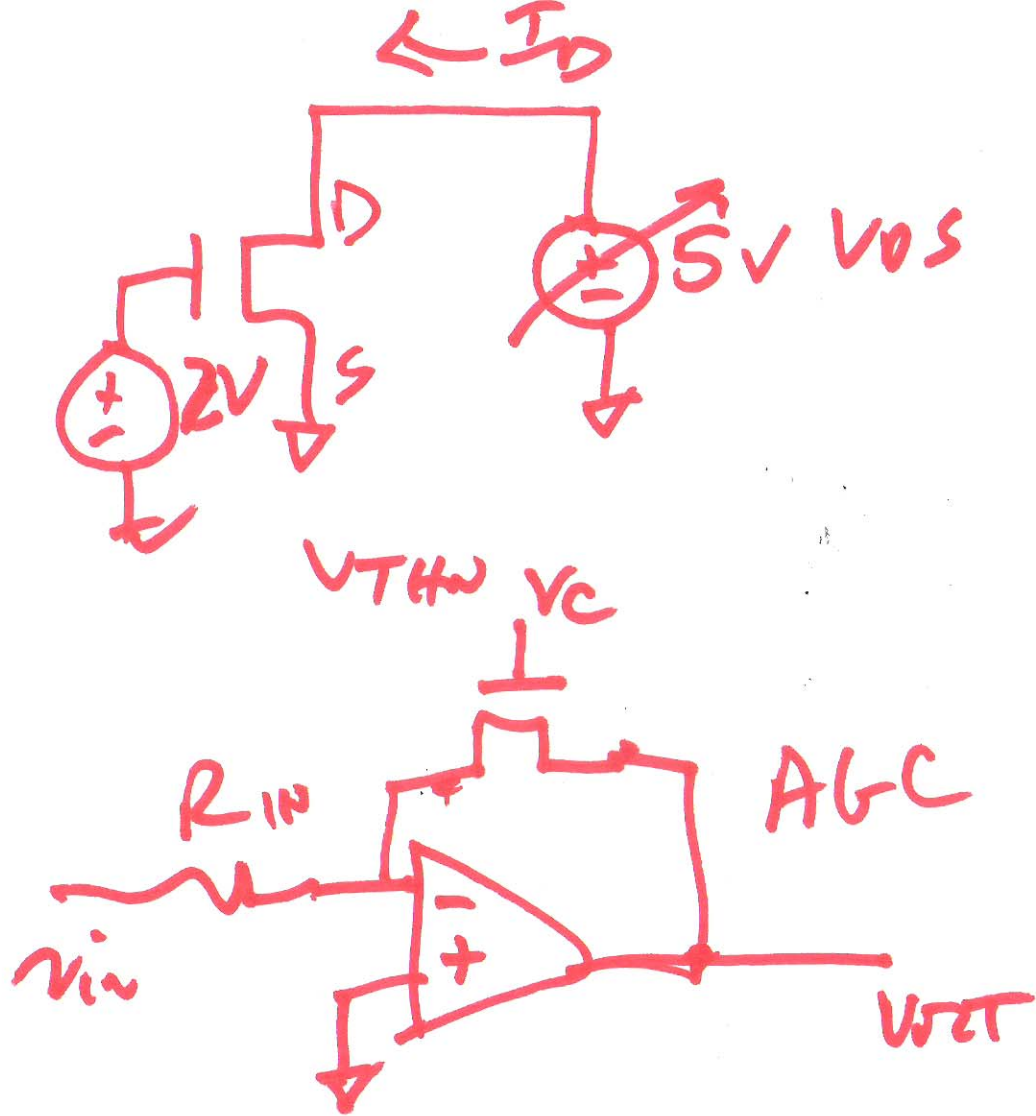 ← ID
D
+
-
5V VDS
+
-
2V
S
VTHN VC
RIN
AGC
-
+
vin
VOUT